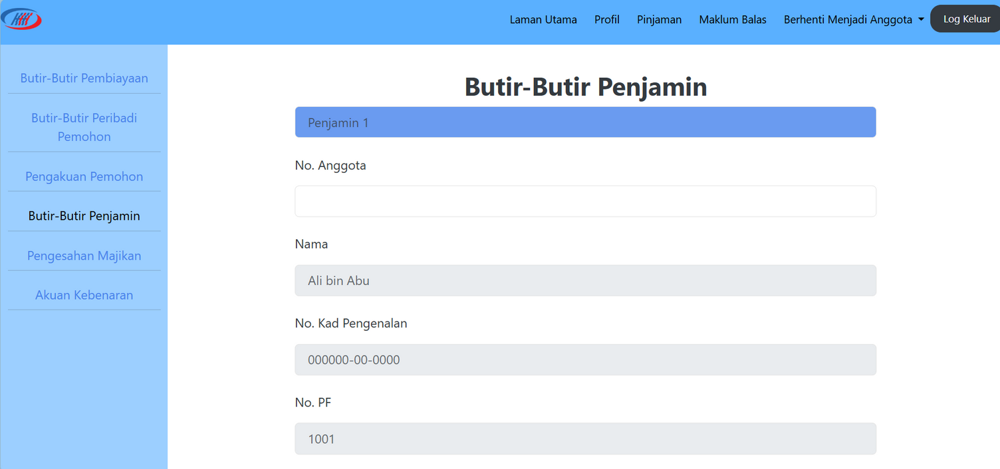 Laman Utama Profil Pinjaman Maklum Balas Berhenti Menjadi Anggota Log Keluar
Butir-Butir Pembiayaan
Butir-Butir Peribadi
Pemohon
Pengakuan Pemohon
Butir-Butir Penjamin
Pengesahan Majikan
Akuan Kebenaran
Butir-Butir Penjamin
Penjamin 1
No. Anggota
Nama
Ali bin Abu
No. Kad Pengenalan
000000-00-0000
No. PF
1001